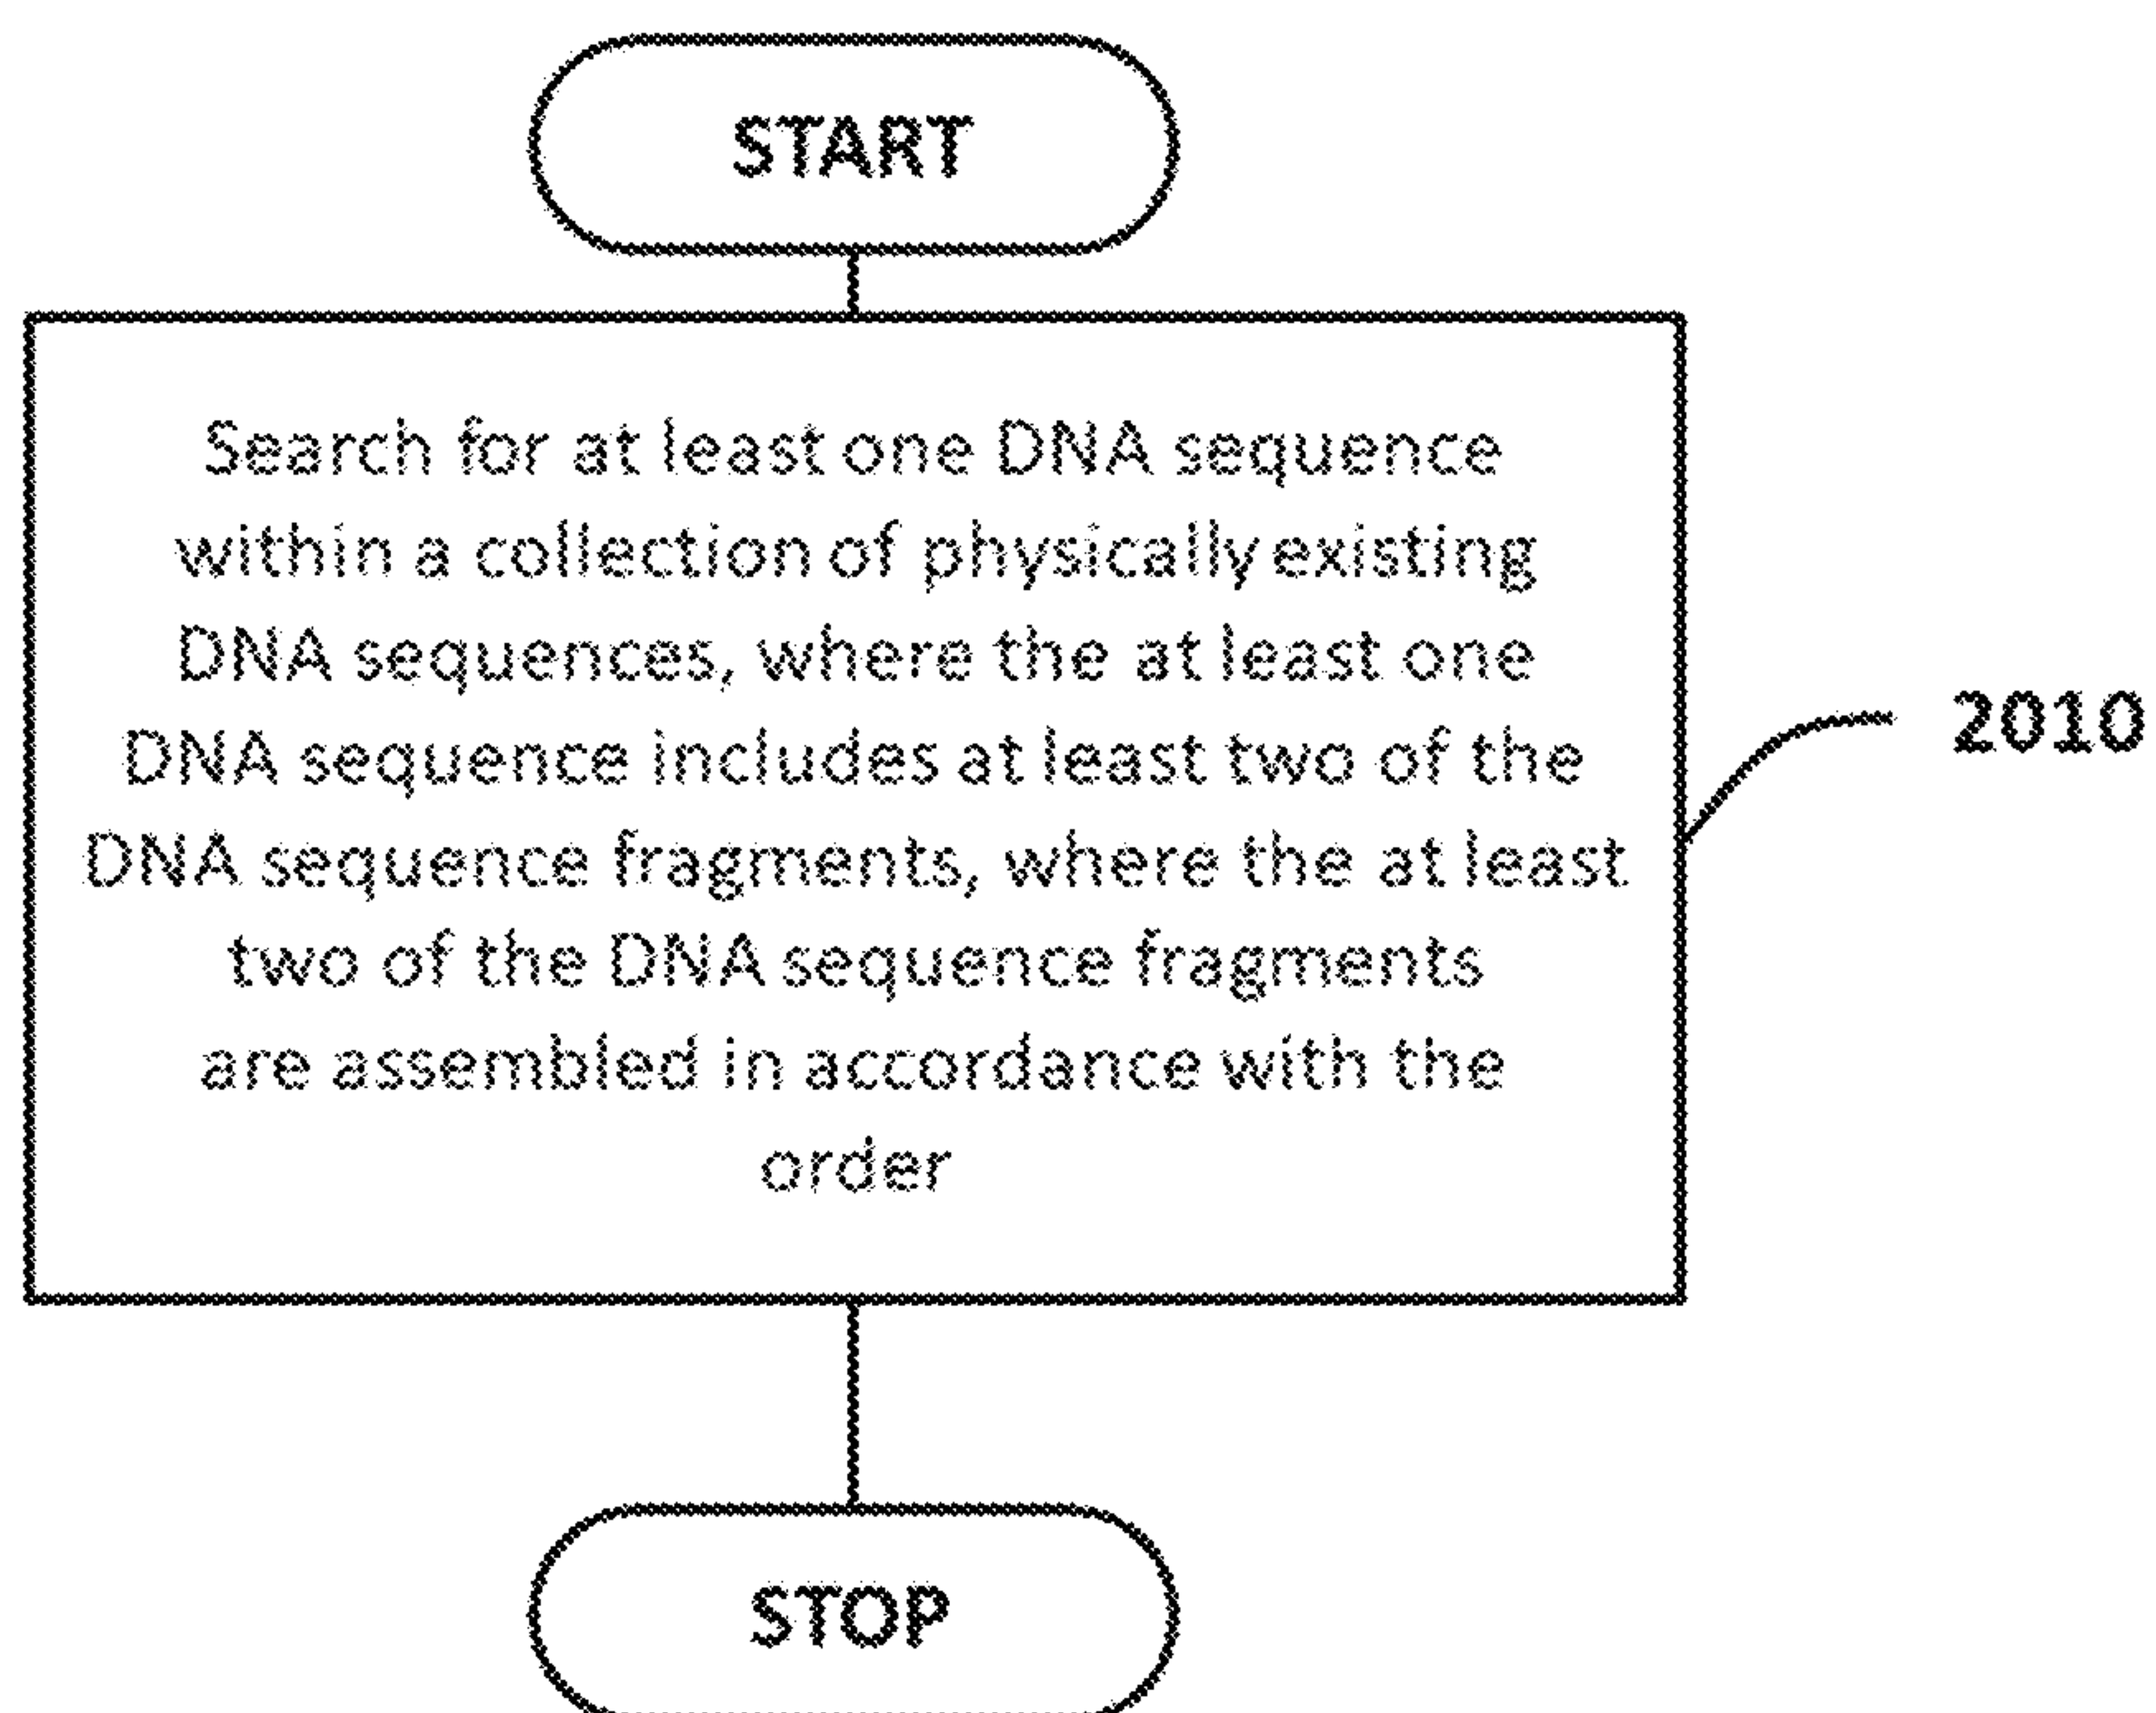 START
Search for at least one DNA sequence
within a collection of physically existing
DNA sequences, where the at least one
DNA sequence includes at least two of the
DNA sequence fragments, where the at least
two of the DNA sequence fragments
are assembled in accordance with the
order
2010
STOP